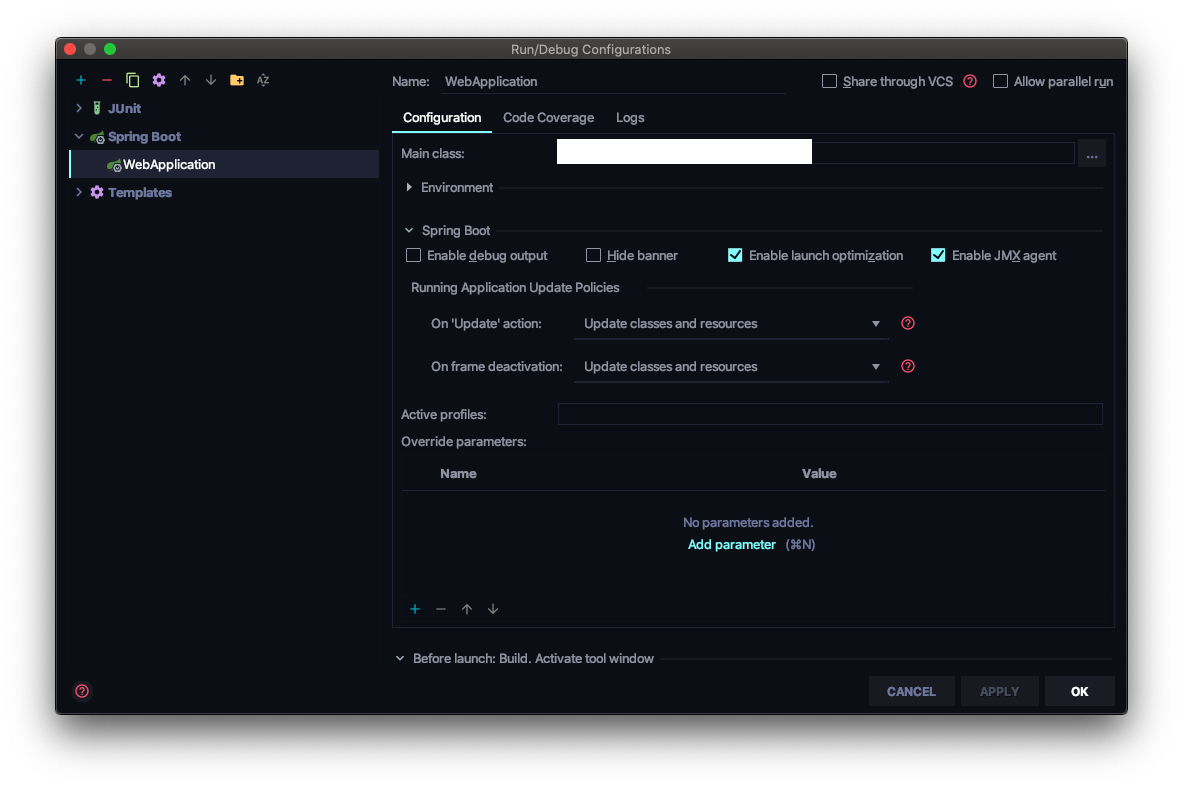 Run/Debug Configurations
Name: WebApplication
Share through VCS ?
Allow parallel run
JUnit
Spring Boot
WebApplication
Templates
Configuration Code Coverage Logs
Main class: ...
Environment
Spring Boot
Enable debug output Hide banner Enable launch optimization Enable JMX agent
Running Application Update Policies
On 'Update' action: Update classes and resources ?
On frame deactivation: Update classes and resources ?
Active profiles:
Override parameters:
Name Value
No parameters added.
Add parameter (⌘N)
Before launch: Build. Activate tool window
? CANCEL APPLY OK